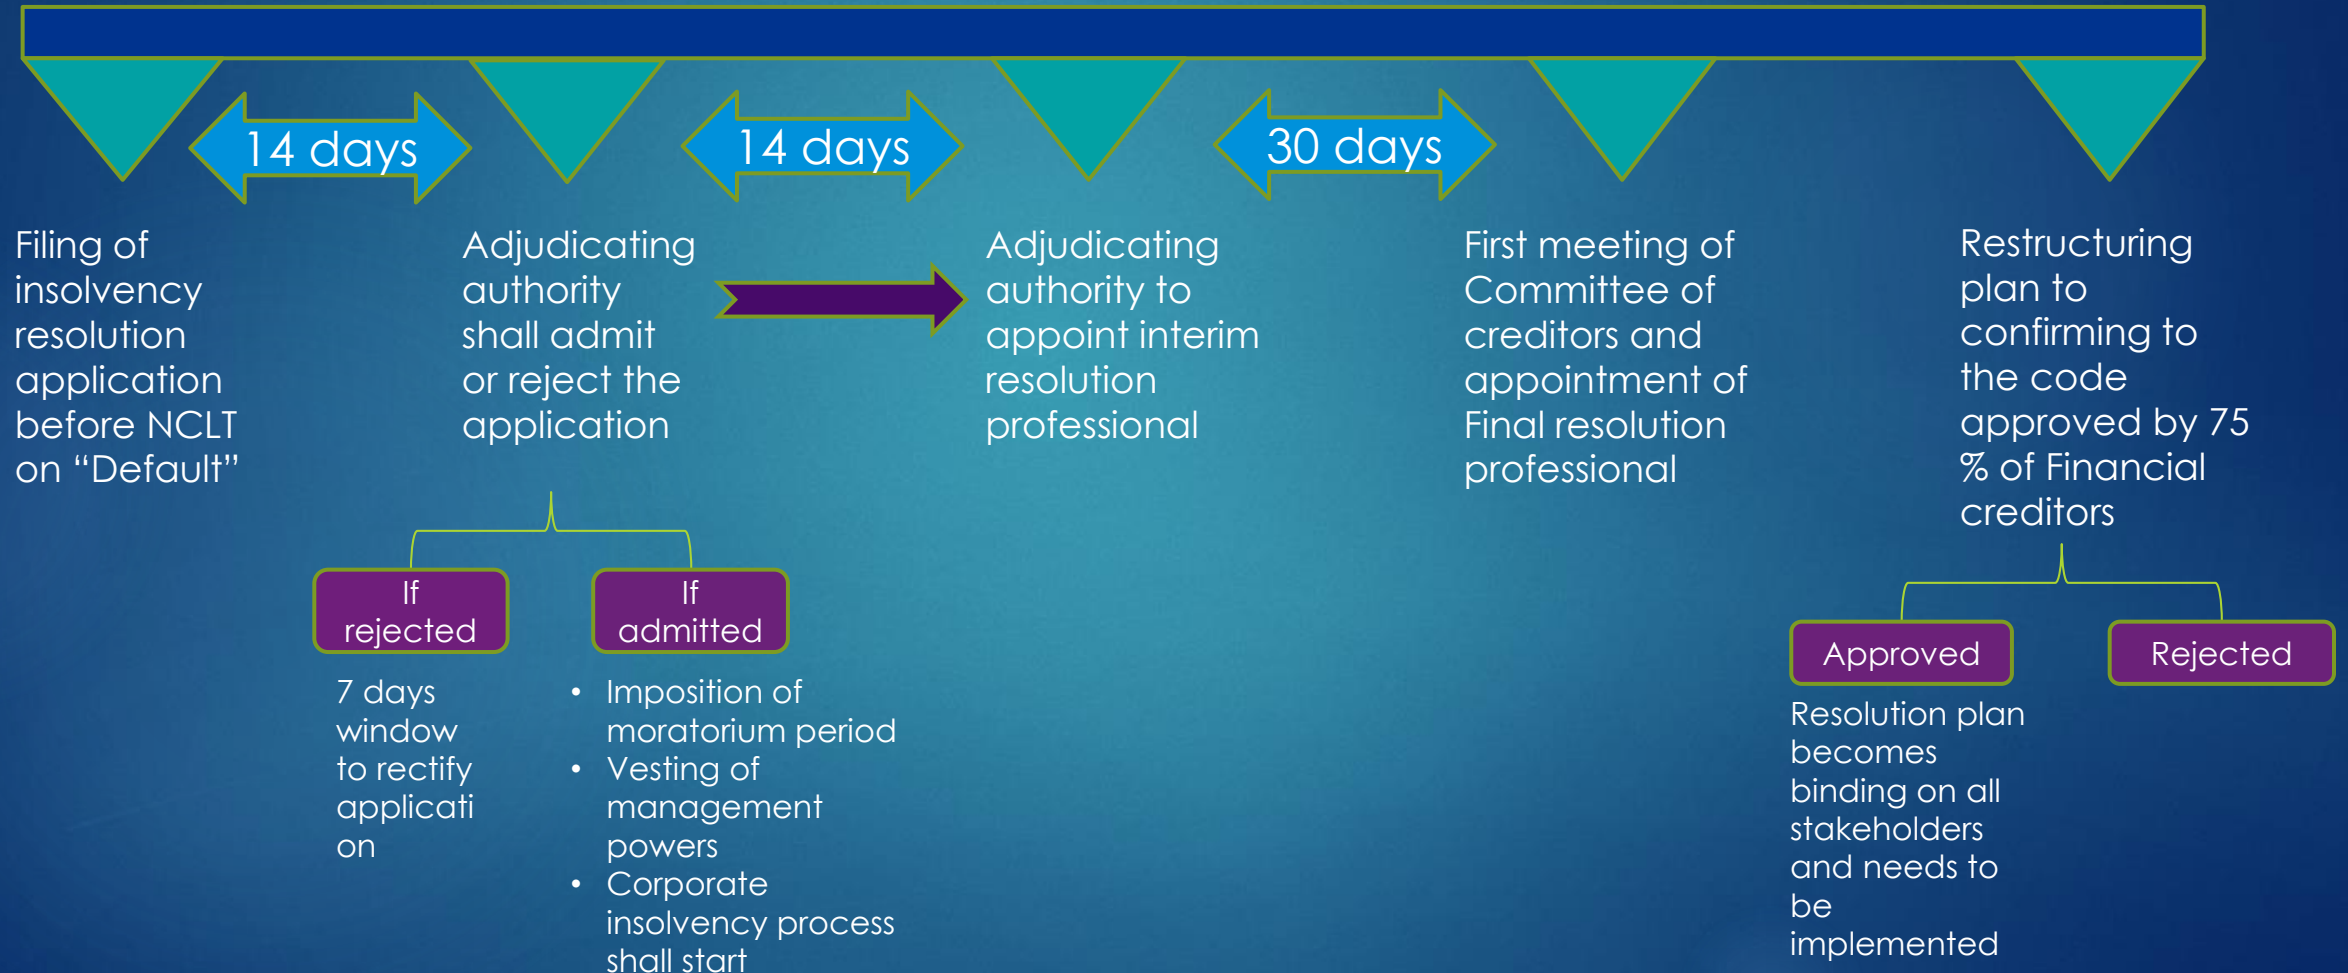 14 days
14 days
30 days
Filing of
insolvency
resolution
application
before NCLT
on “Default”
Adjudicating
authority
shall admit
or reject the
application
Adjudicating
authority to
appoint interim
resolution
professional
First meeting of
Committee of
creditors and
appointment of
Final resolution
professional
Restructuring
plan to
confirming to
the code
approved by 75
% of Financial
creditors
If
rejected
If
admitted
7 days
window
to rectify
applicati
on
• Imposition of
moratorium period
• Vesting of
management
powers
• Corporate
insolvency process
shall start
Approved
Rejected
Resolution plan
becomes
binding on all
stakeholders
and needs to
be
implemented